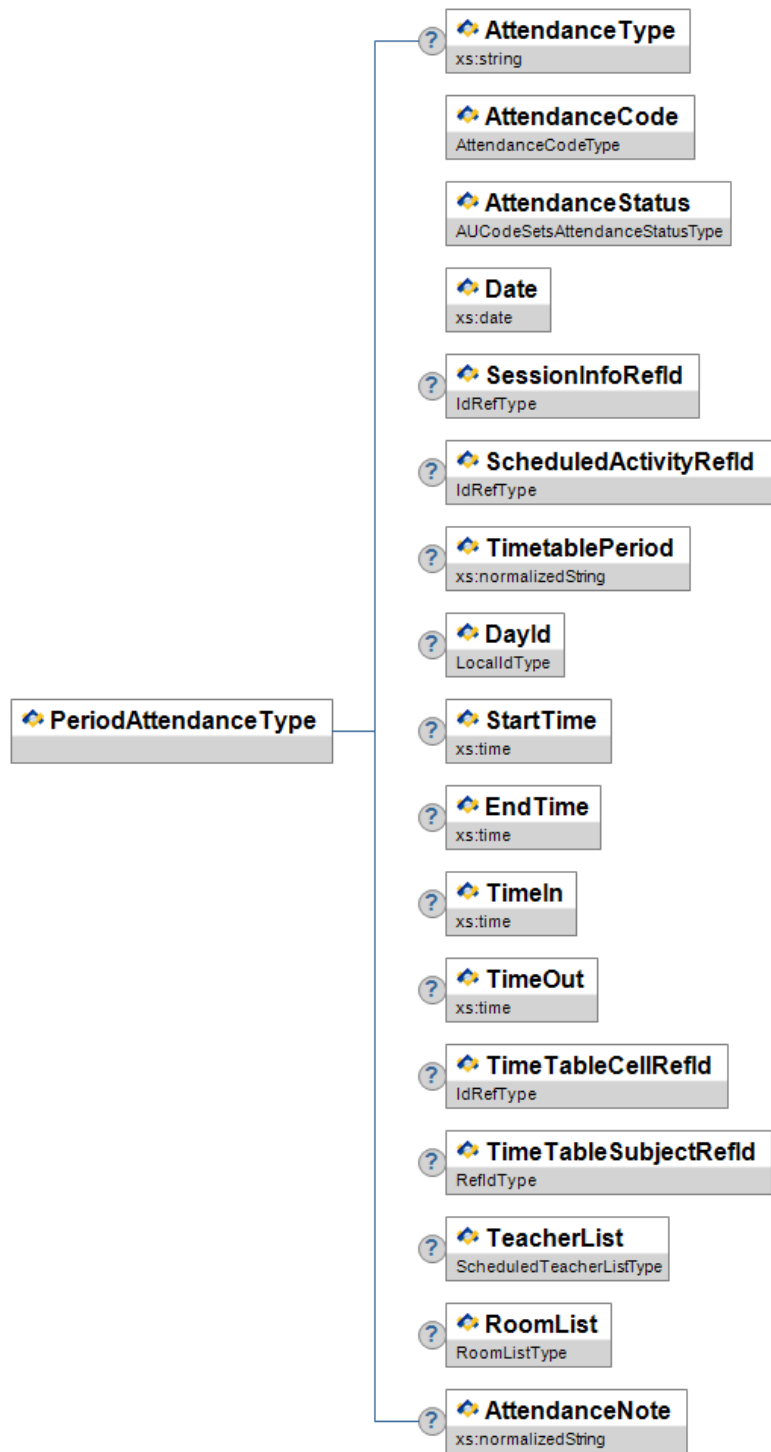 ?
AttendanceType
xs:string
AttendanceCode
AttendanceCodeType
AttendanceStatus
AUCodeSetsAttendanceStatusType
Date
xs:date
?
SessionInfoRefId
IdRefType
?
ScheduledActivityRefId
IdRefType
?
TimetablePeriod
xs:normalizedString
?
DayId
LocalIdType
PeriodAttendanceType
?
StartTime
xs:time
?
EndTime
xs:time
?
TimeIn
xs:time
?
TimeOut
xs:time
?
TimeTableCellRefId
IdRefType
?
TimeTableSubjectRefId
RefIdType
?
TeacherList
ScheduledTeacherListType
?
RoomList
RoomListType
?
AttendanceNote
xs:normalizedString